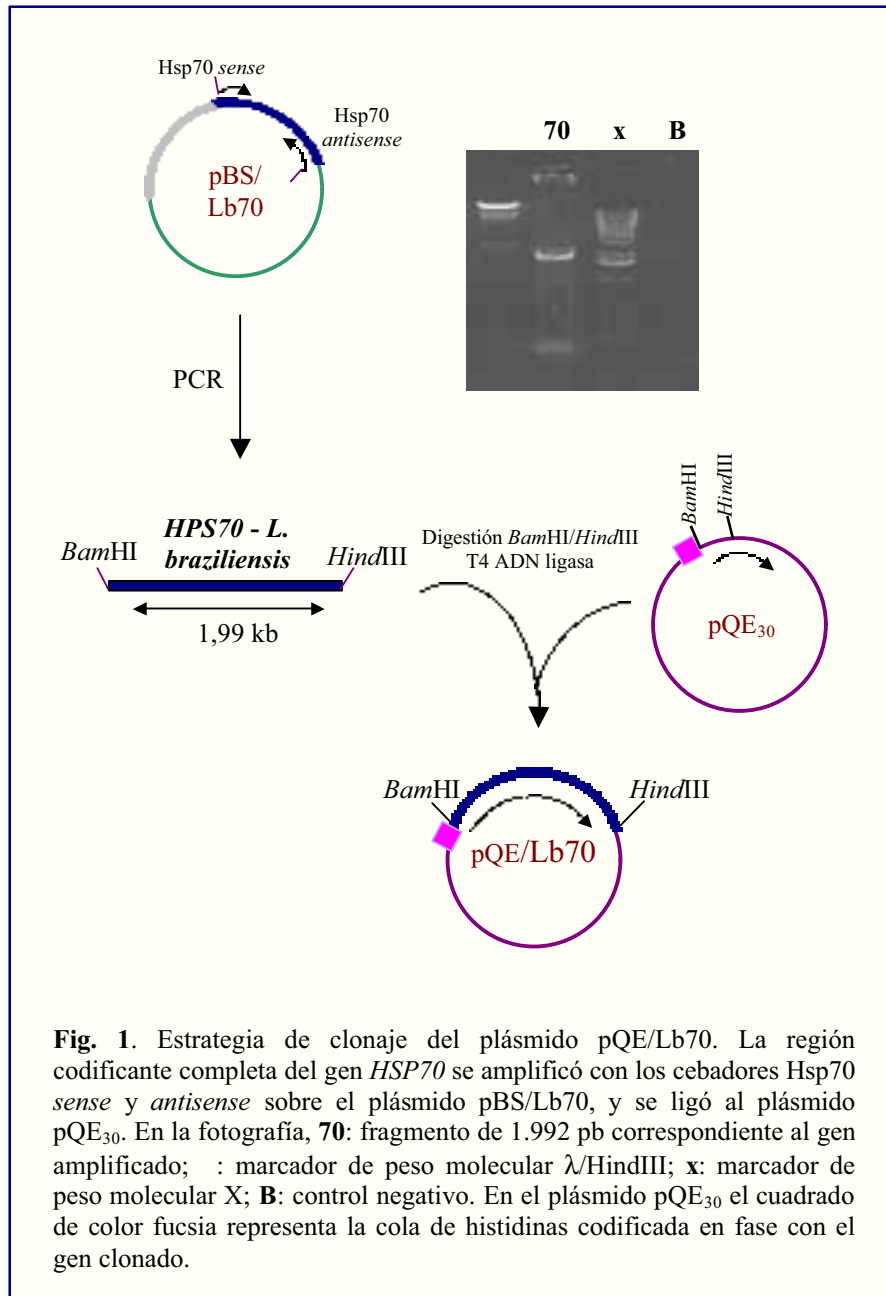 Hsp70 sense
Hsp70
antisense
pBS/
Lb70
70 x B
PCR
HPS70 - L.
braziliensis
BamHI
HindIII
1,99 kb
Digestión BamHI/HindIII
T4 ADN ligasa
BamHI
HindIII
pQE30
BamHI
HindIII
pQE/Lb70
Fig. 1. Estrategia de clonaje del plásmido pQE/Lb70. La región
codificante completa del gen HSP70 se amplificó con los cebadores Hsp70
sense y antisense sobre el plásmido pBS/Lb70, y se ligó al plásmido
pQE30. En la fotografía, 70: fragmento de 1.992 pb correspondiente al gen
amplificado; : marcador de peso molecular λ/HindIII; x: marcador de
peso molecular X; B: control negativo. En el plásmido pQE30 el cuadrado
de color fucsia representa la cola de histidinas codificada en fase con el
gen clonado.